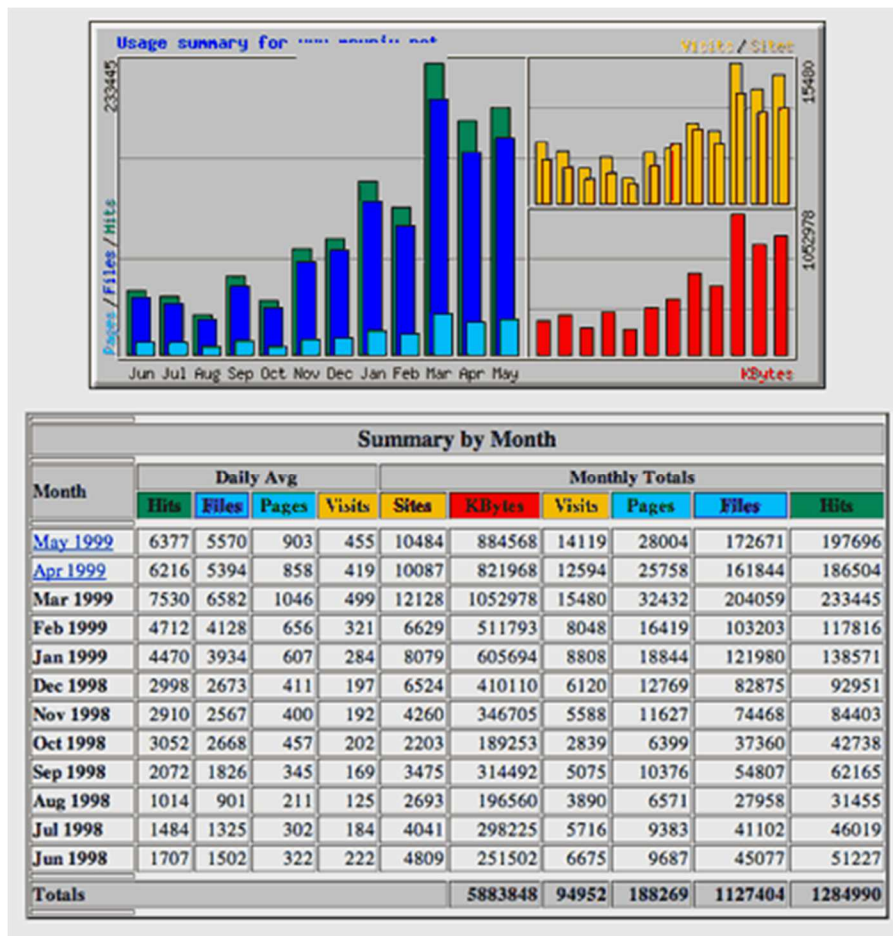 Usage summary for
Visits/Sites
233445
15480
Pages/Files/Hits
1052978
Jun Jul Aug Sep Oct Nov Dec Jan Feb Mar Apr May
KBytes
Summary by Month
Month Daily Avg Monthly Totals
Hits Files Pages Visits Sites KBytes Visits Pages Files Hits
May 1999 6377 5570 903 455 10484 884568 14119 28004 172671 197696
Apr 1999 6216 5394 858 419 10087 821968 12594 25758 161844 186504
Mar 1999 7530 6582 1046 499 12128 1052978 15480 32432 204059 233445
Feb 1999 4712 4128 656 321 6629 511793 8048 16419 103203 117816
Jan 1999 4470 3934 607 284 8079 605694 8808 18844 121980 138571
Dec 1998 2998 2673 411 197 6524 410110 6120 12769 82875 92951
Nov 1998 2910 2567 400 192 4260 346705 5588 11627 74468 84403
Oct 1998 3052 2668 457 202 2203 189253 2839 6399 37360 42738
Sep 1998 2072 1826 345 169 3475 314492 5075 10376 54807 62165
Aug 1998 1014 901 211 125 2693 196560 3890 6571 27958 31455
Jul 1998 1484 1325 302 184 4041 298225 5716 9383 41102 46019
Jun 1998 1707 1502 322 222 4809 251502 6675 9687 45077 51227
Totals 5883848 94952 188269 1127404 1284990